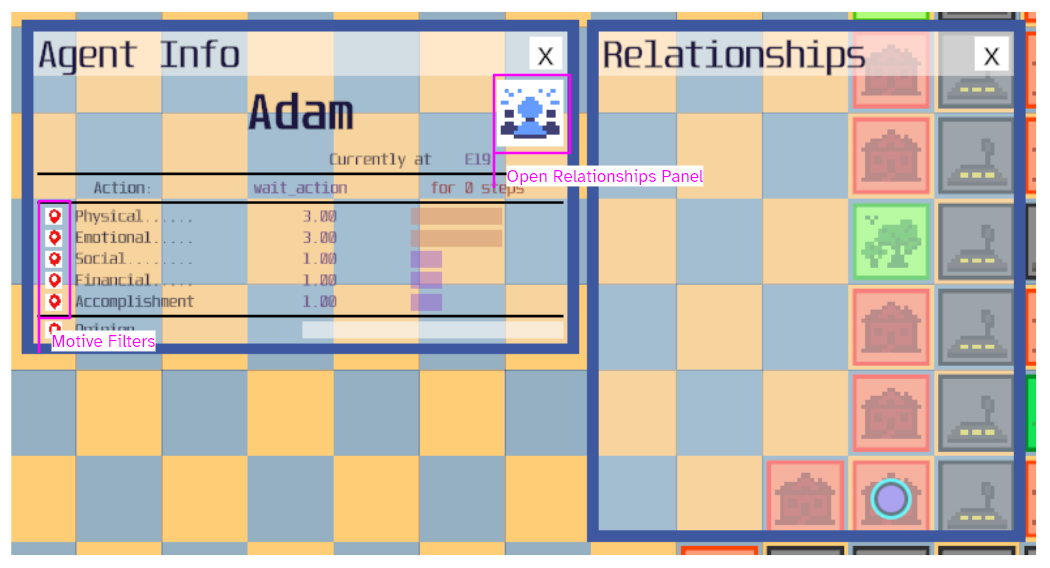 Agent Info X
Adam
Currently at E19
Open Relationships Panel
Action: wait_action for 0 steps
Physical...... 3.00
Emotional..... 3.00
Social........ 1.00
Financial..... 1.00
Accomplishment 1.00
Opinion
Motive Filters
Relationships X